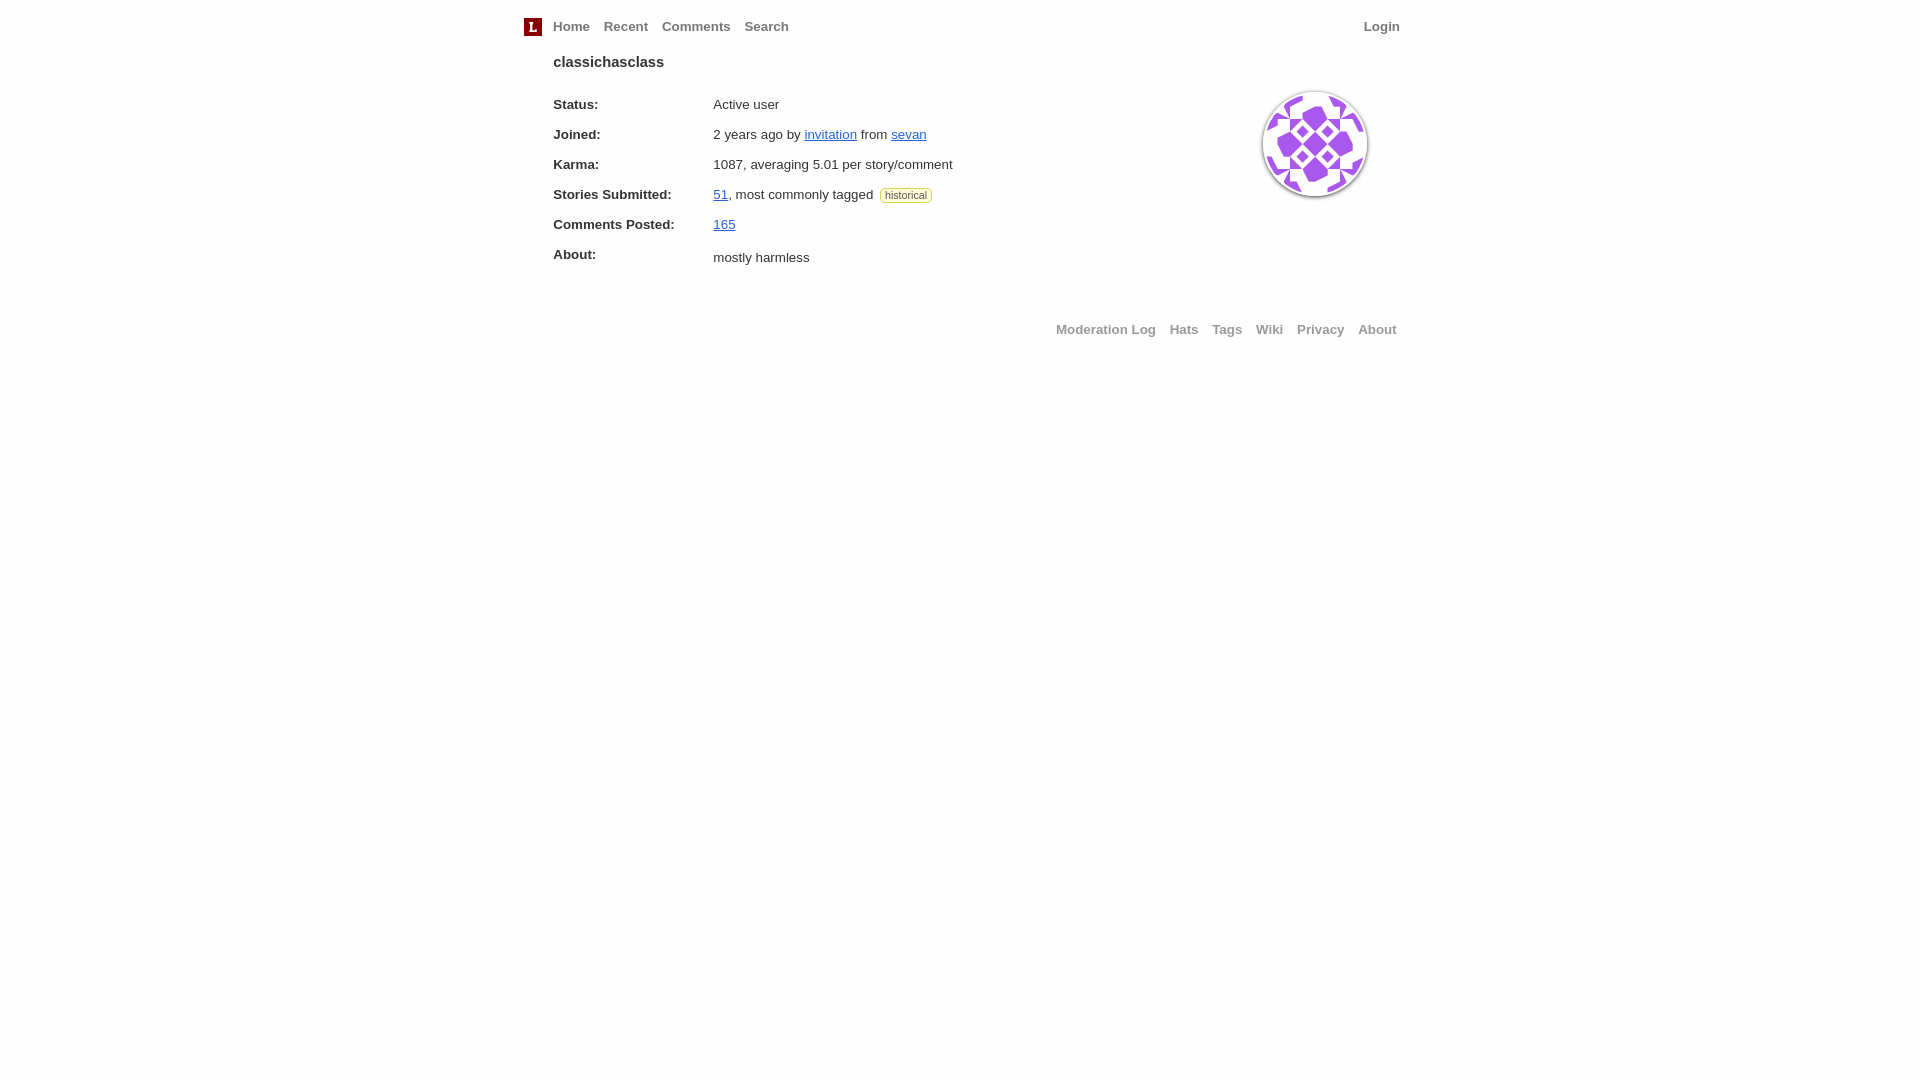 L Home Recent Comments Search Login
classichasclass
Status: Active user
Joined: 2 years ago by invitation from sevan
Karma: 1087, averaging 5.01 per story/comment
Stories Submitted: 51, most commonly tagged historical
Comments Posted: 165
About: mostly harmless
Moderation Log Hats Tags Wiki Privacy About